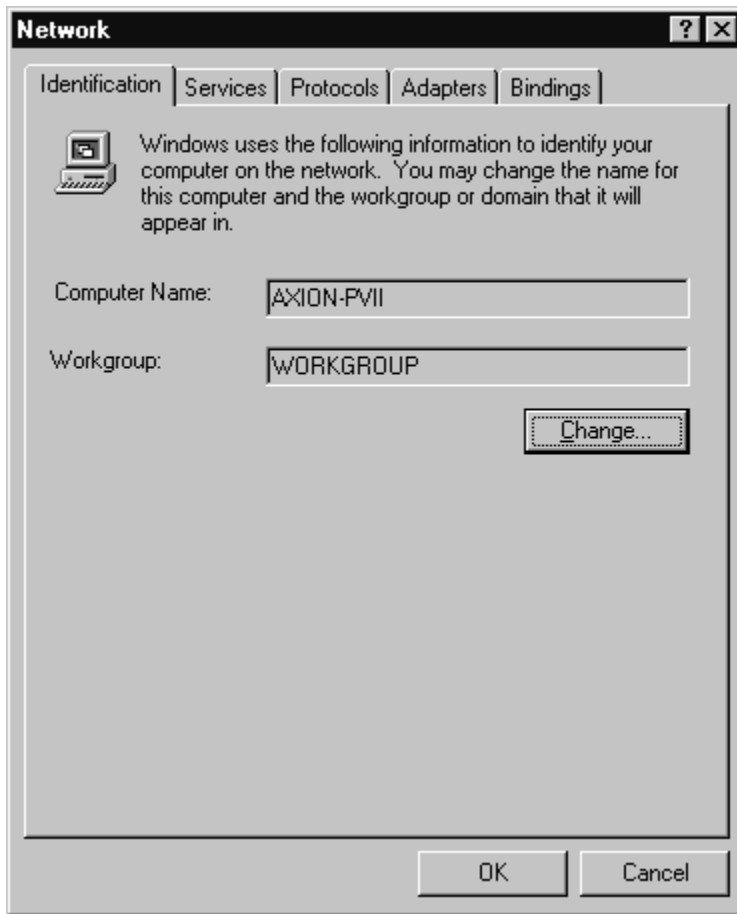 Network
Identification Services Protocols Adapters Bindings
Windows uses the following information to identify your
computer on the network. You may change the name for
this computer and the workgroup or domain that it will
appear in.
Computer Name: AXION-PVII
Workgroup: WORKGROUP
Change...
OK Cancel